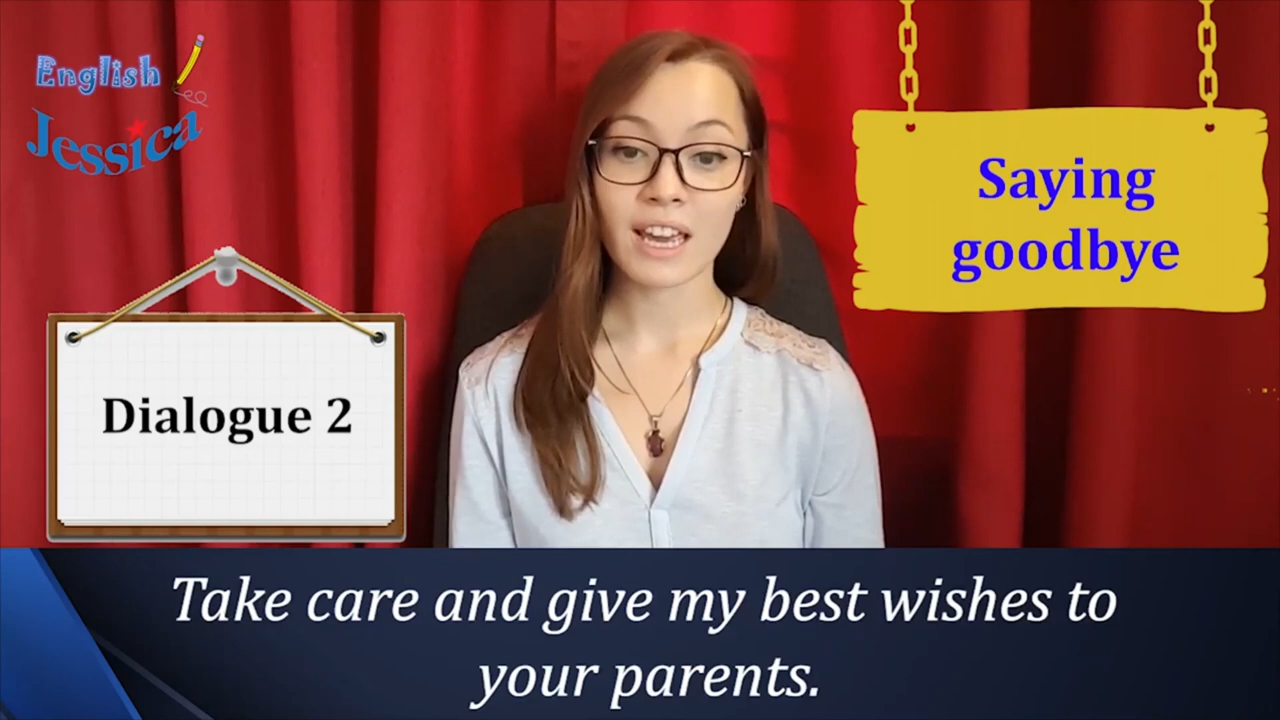 English
Jessica
Saying
goodbye
Dialogue 2
Take care and give my best wishes to
your parents.